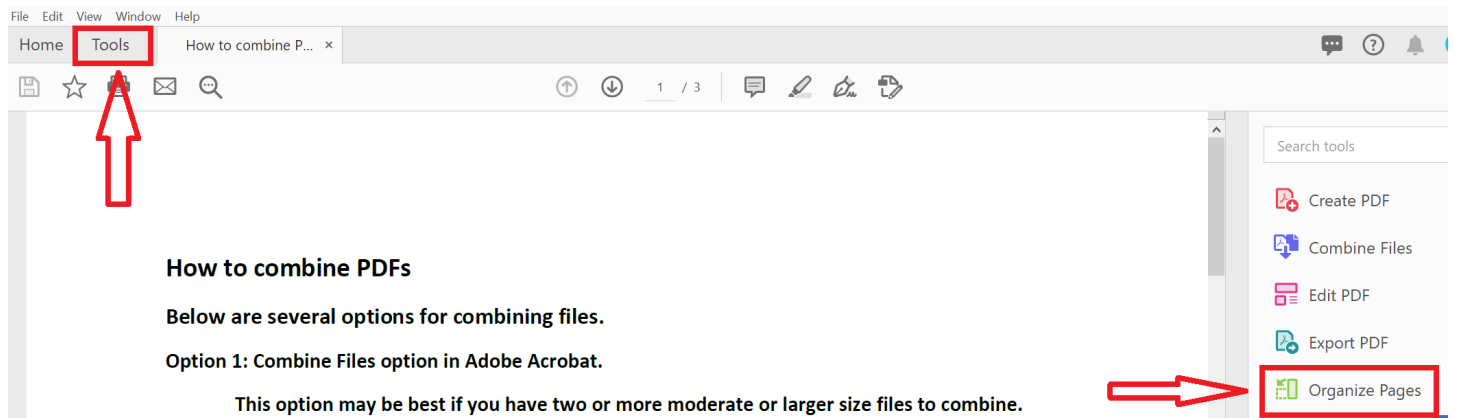 File Edit View Window Help
Home Tools How to combine P... ×
1 / 3
Search tools
Create PDF
Combine Files
Edit PDF
Export PDF
Organize Pages
How to combine PDFs
Below are several options for combining files.
Option 1: Combine Files option in Adobe Acrobat.
This option may be best if you have two or more moderate or larger size files to combine.